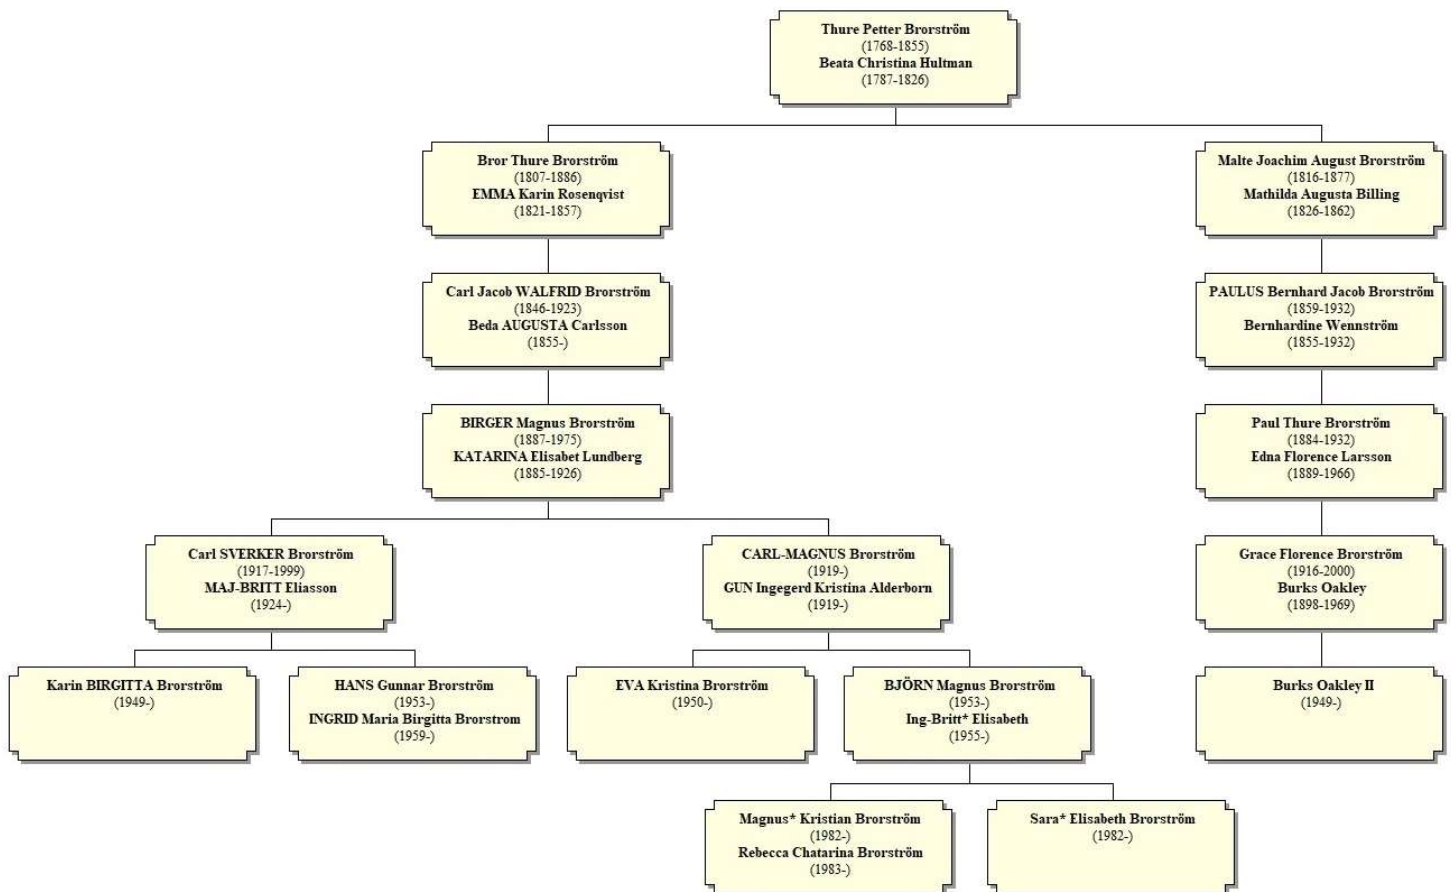 Thure Petter Brorström
(1768-1855)
Beata Christina Hultman
(1787-1826)
Bror Thure Brorström
(1807-1886)
EMMA Karin Rosenqvist
(1821-1857)
Malte Joachim August Brorström
(1816-1877)
Mathilda Augusta Billing
(1826-1862)
Carl Jacob WALFRID Brorström
(1846-1923)
Beda AUGUSTA Carlsson
(1855-)
PAULUS Bernhard Jacob Brorström
(1859-1932)
Bernhardine Wennström
(1855-1932)
BIRGER Magnus Brorström
(1887-1975)
KATARINA Elisabet Lundberg
(1885-1926)
Paul Thure Brorström
(1884-1932)
Edna Florence Larsson
(1889-1966)
Carl SVERKER Brorström
(1917-1999)
MAJ-BRITT Eliasson
(1924-)
CARL-MAGNUS Brorström
(1919-)
GUN Ingegerd Kristina Alderborn
(1919-)
Grace Florence Brorström
(1916-2000)
Burks Oakley
(1898-1969)
Karin BIRGITTA Brorström
(1949-)
HANS Gunnar Brorström
(1953-)
INGRID Maria Birgitta Brorstrom
(1959-)
EVA Kristina Brorström
(1950-)
BJÖRN Magnus Brorström
(1953-)
Ing-Britt* Elisabeth
(1955-)
Burks Oakley II
(1949-)
Magnus* Kristian Brorström
(1982-)
Rebecca Chatarina Brorström
(1983-)
Sara* Elisabeth Brorström
(1982-)